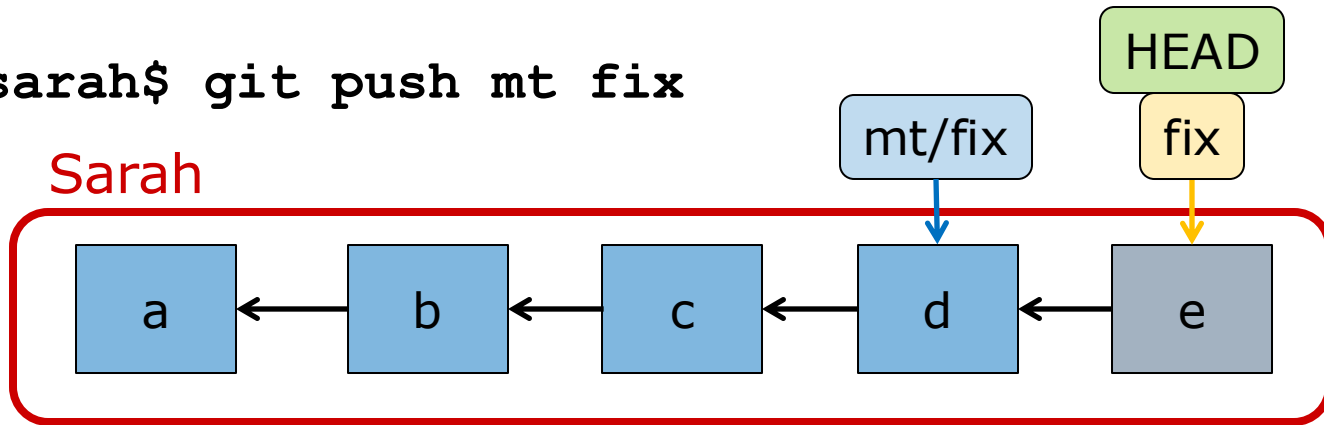 HEAD
sarah$ git push mt fix
mt/fix
fix
Sarah
a
b
c
d
e